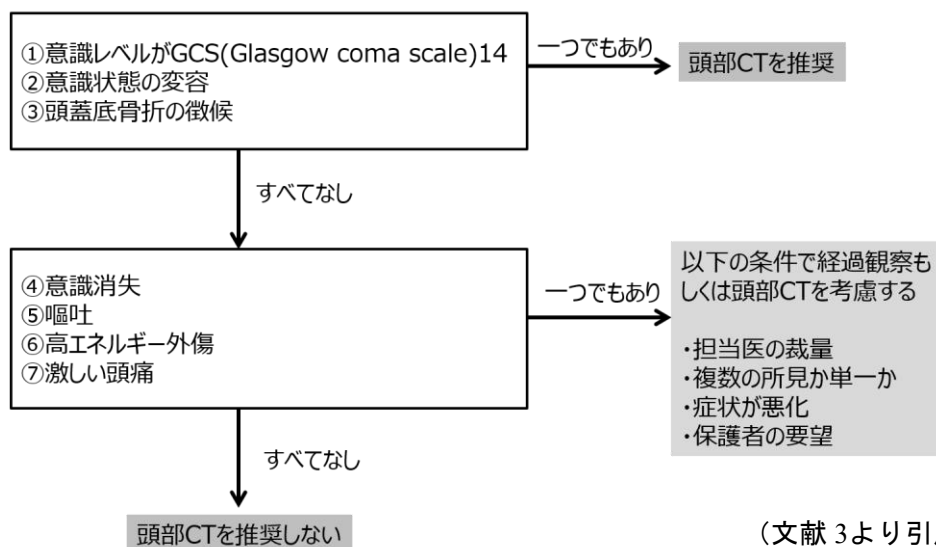 ①意識レベルがGCS(Glasgow coma scale)14
②意識状態の変容
③頭蓋底骨折の徴候
一つでもあり
頭部CTを推奨
すべてなし
④意識消失
⑤嘔吐
⑥高エネルギー外傷
⑦激しい頭痛
一つでもあり
以下の条件で経過観察も
しくは頭部CTを考慮する
・担当医の裁量
・複数の所見か単一か
・症状が悪化
・保護者の要望
すべてなし
頭部CTを推奨しない
（文献 3より引